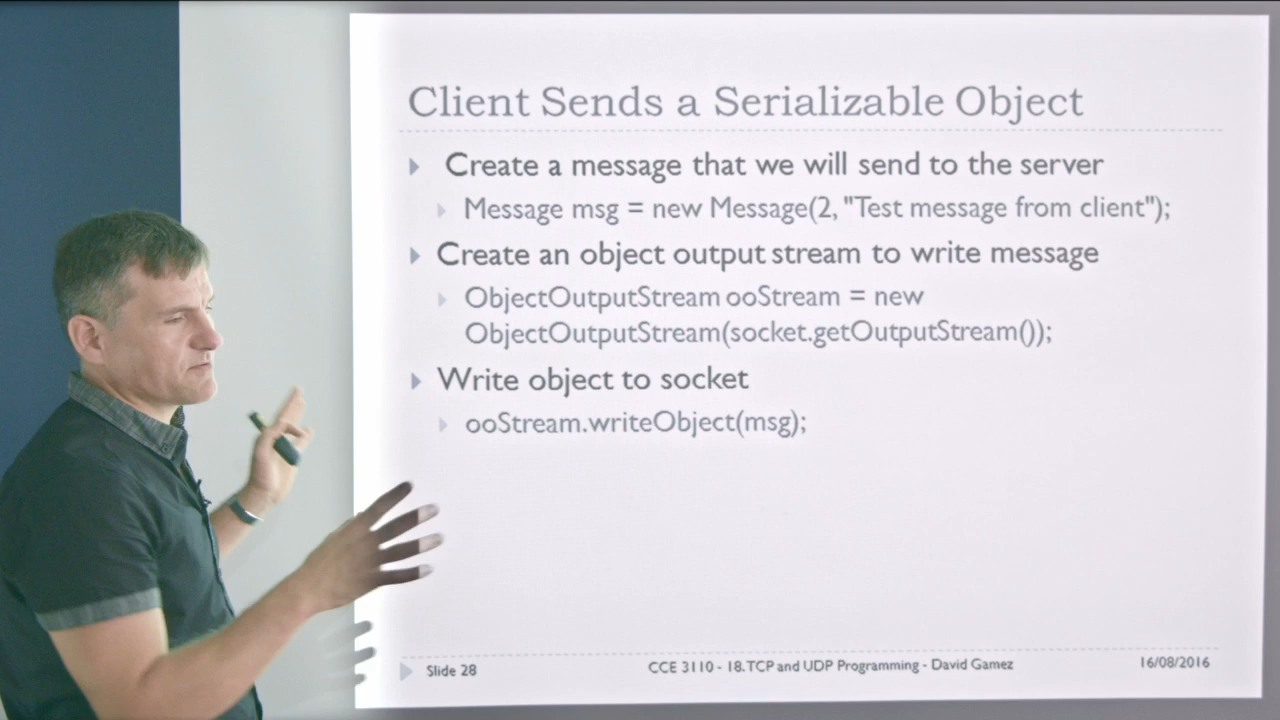 Client Sends a Serializable Object
Create a message that we will send to the server
Message msg = new Message(2, "Test message from client");
Create an object output stream to write message
ObjectOutputStream ooStream = new
ObjectOutputStream(socket.getOutputStream());
Write object to socket
ooStream.writeObject(msg);
Slide 28
CCE 3110 - 18.TCP and UDP Programming - David Gamez
16/08/2016